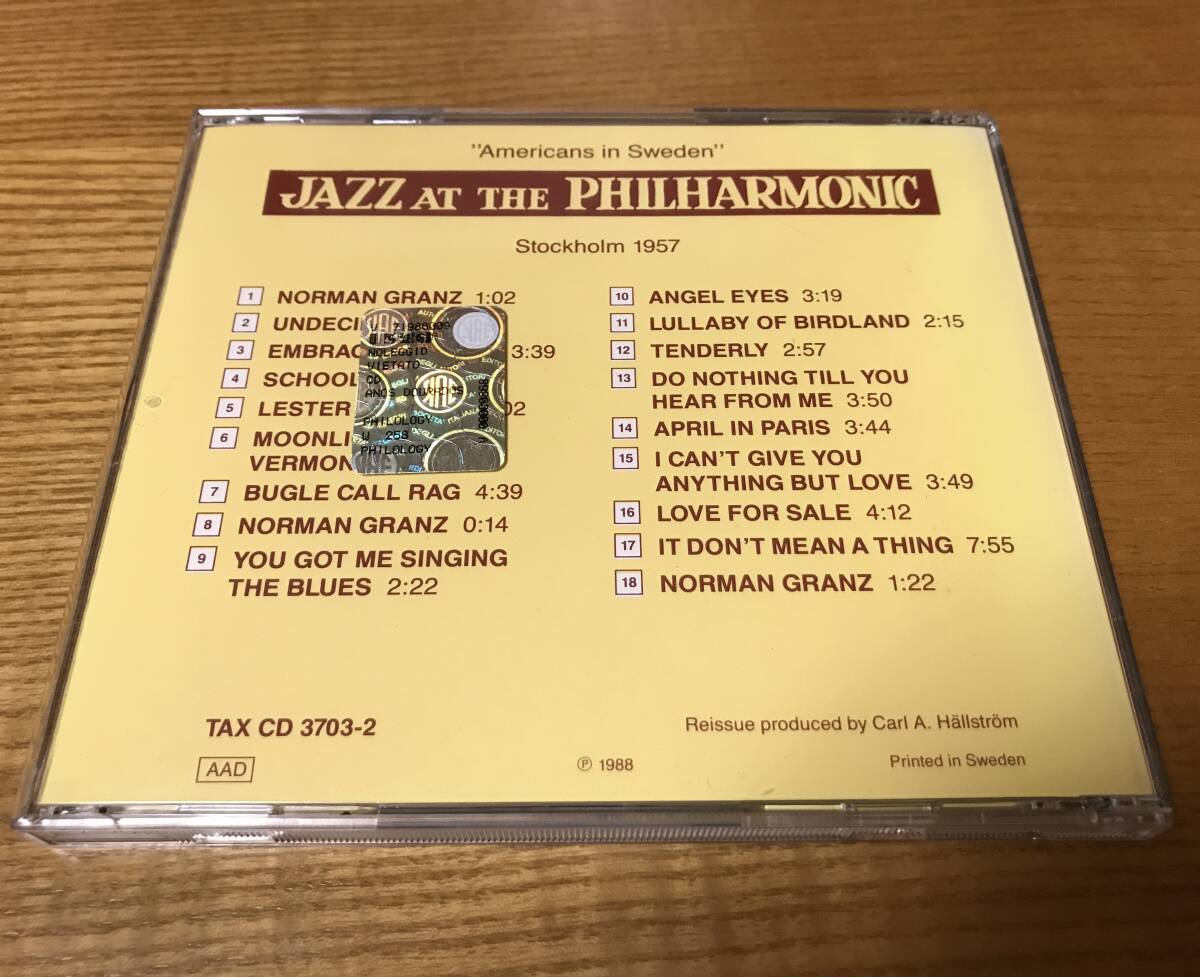 "Americans in Sweden"
JAZZ AT THE PHILHARMONIC
Stockholm 1957
1 NORMAN GRANZ 1:02
2
3 3:39
4 SCHOOL
5 LESTER
6
VERMON
7 BUGLE CALL RAG 4:39
8 NORMAN GRANZ 0:14
9 YOU GOT ME SINGING
THE BLUES 2:22
10 ANGEL EYES 3:19
11 LULLABY OF BIRDLAND 2:15
12 TENDERLY 2:57
13 DO NOTHING TILL YOU
HEAR FROM ME 3:50
14 APRIL IN PARIS 3:44
15 I CAN'T GIVE YOU
ANYTHING BUT LOVE 3:49
16 LOVE FOR SALE 4:12
17 IT DON'T MEAN A THING 7:55
18 NORMAN GRANZ 1:22
NOLEGGIO
VIETATO
CD
ANOS DOURADOS
PHILOLOGY
W 258
PHILOLOGY
TAX CD 3703-2
AAD
Ⓟ 1988
Reissue produced by Carl A. Hällström
Printed in Sweden